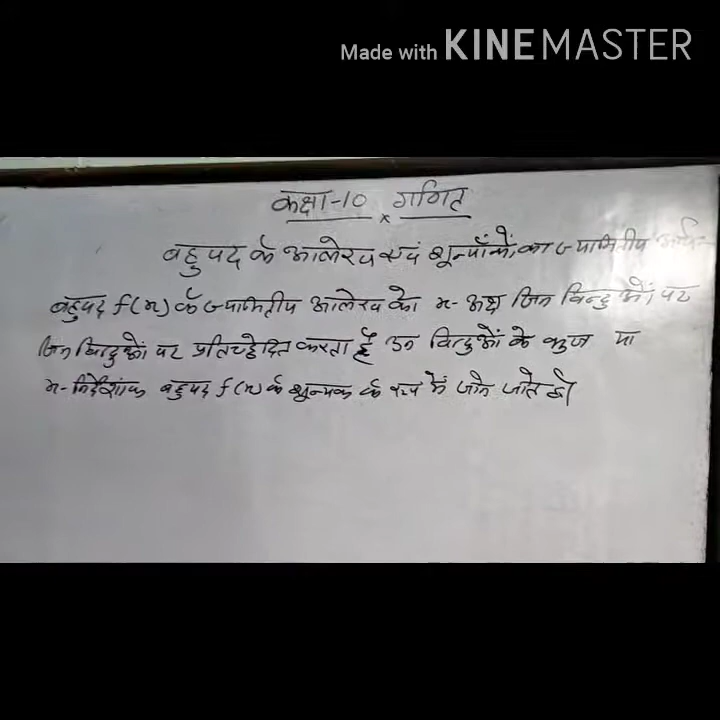 Made with KINEMASTER
कक्षा-10 गणित
बहुपद के आलेख एवं शून्यांकों का ज्यामितीय अर्थ-
बहुपद f(x) के ज्यामितीय आलेख को x-अक्ष जिन बिन्दुओं पर
जिन बिन्दुओं पर प्रतिच्छेदित करता है उन बिन्दुओं के भुज या
x-निर्देशांक बहुपद f(x) के शून्यक के रूप में जाने जाते है।